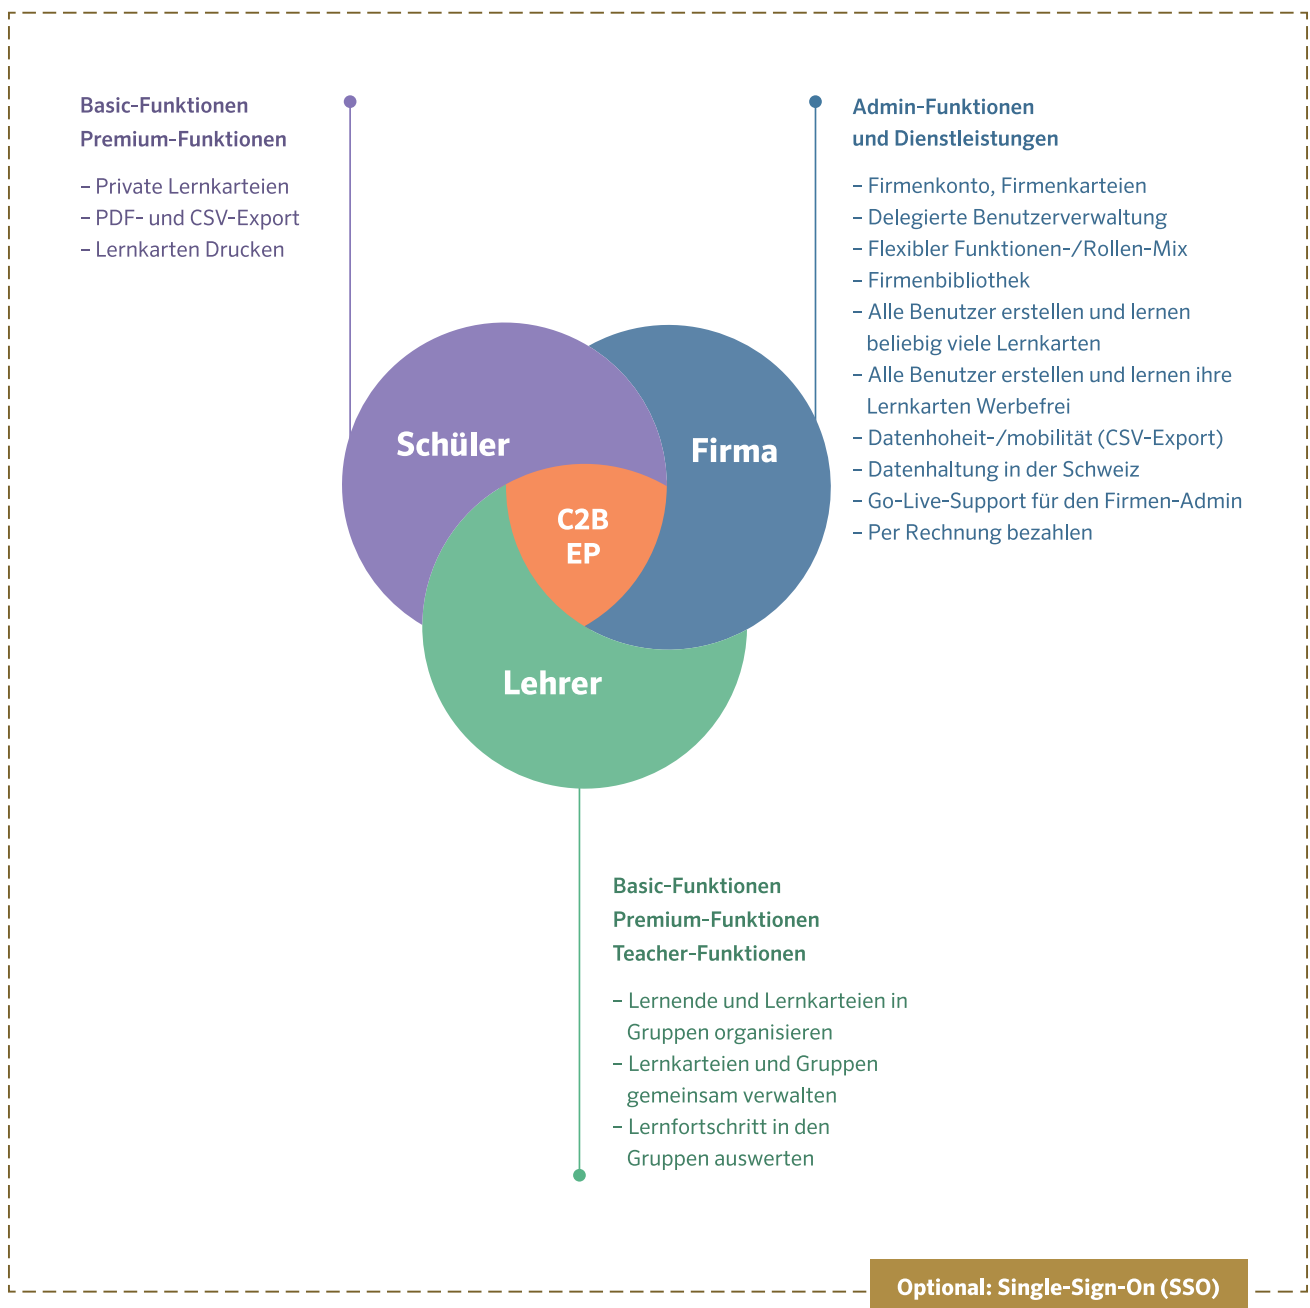 Basic-Funktionen
Premium-Funktionen
– Private Lernkarteien
– PDF- und CSV-Export
– Lernkarten Drucken
Admin-Funktionen
und Dienstleistungen
– Firmenkonto, Firmenkarteien
– Delegierte Benutzerverwaltung
– Flexibler Funktionen-/Rollen-Mix
– Firmenbibliothek
– Alle Benutzer erstellen und lernen
beliebig viele Lernkarten
– Alle Benutzer erstellen und lernen ihre
Lernkarten Werbefrei
– Datenhoheit-/mobilität (CSV-Export)
– Datenhaltung in der Schweiz
– Go-Live-Support für den Firmen-Admin
– Per Rechnung bezahlen
Schüler
Firma
C2B
EP
Lehrer
Basic-Funktionen
Premium-Funktionen
Teacher-Funktionen
– Lernende und Lernkarteien in
Gruppen organisieren
– Lernkarteien und Gruppen
gemeinsam verwalten
– Lernfortschritt in den
Gruppen auswerten
Optional: Single-Sign-On (SSO)